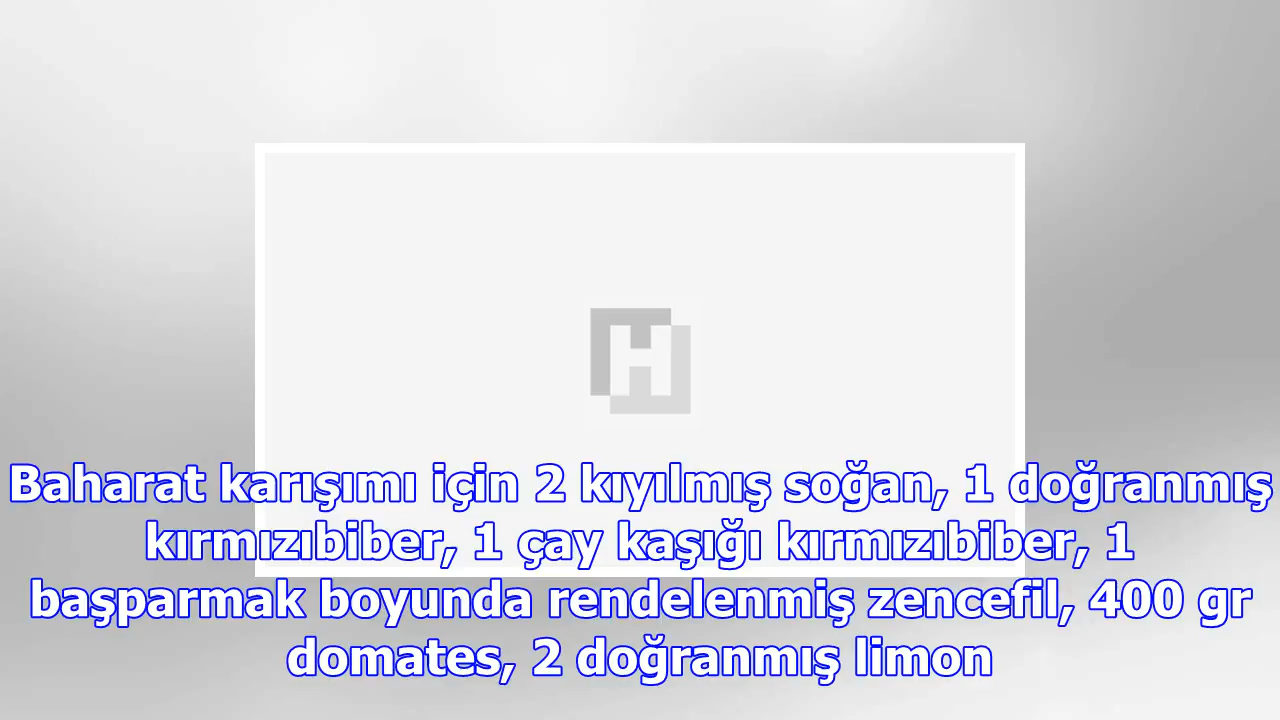 H
Baharat karışımı için 2 kıyılmış soğan, 1 doğranmış
kırmızıbiber, 1 çay kaşığı kırmızıbiber, 1
başparmak boyunda rendelenmiş zencefil, 400 gr
domates, 2 doğranmış limon